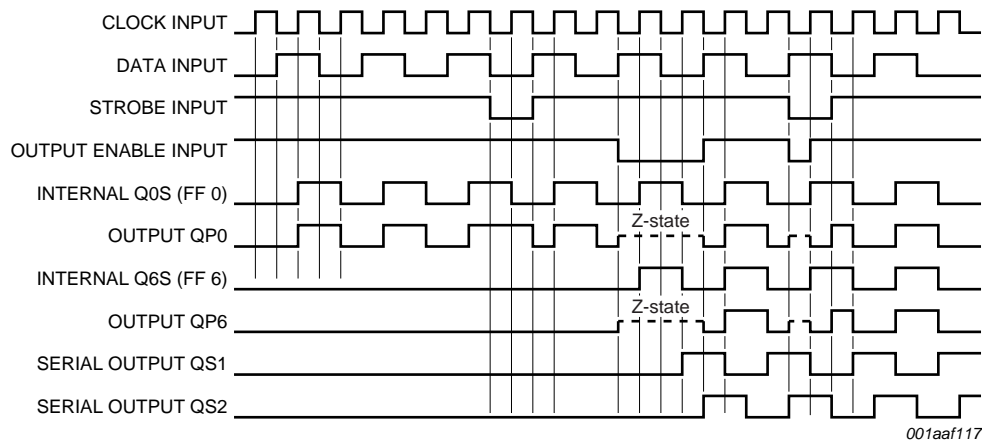 CLOCK INPUT
DATA INPUT
STROBE INPUT
OUTPUT ENABLE INPUT
INTERNAL Q0S (FF 0)
Z-state
OUTPUT QP0
INTERNAL Q6S (FF 6)
Z-state
OUTPUT QP6
SERIAL OUTPUT QS1
SERIAL OUTPUT QS2
001aaf117